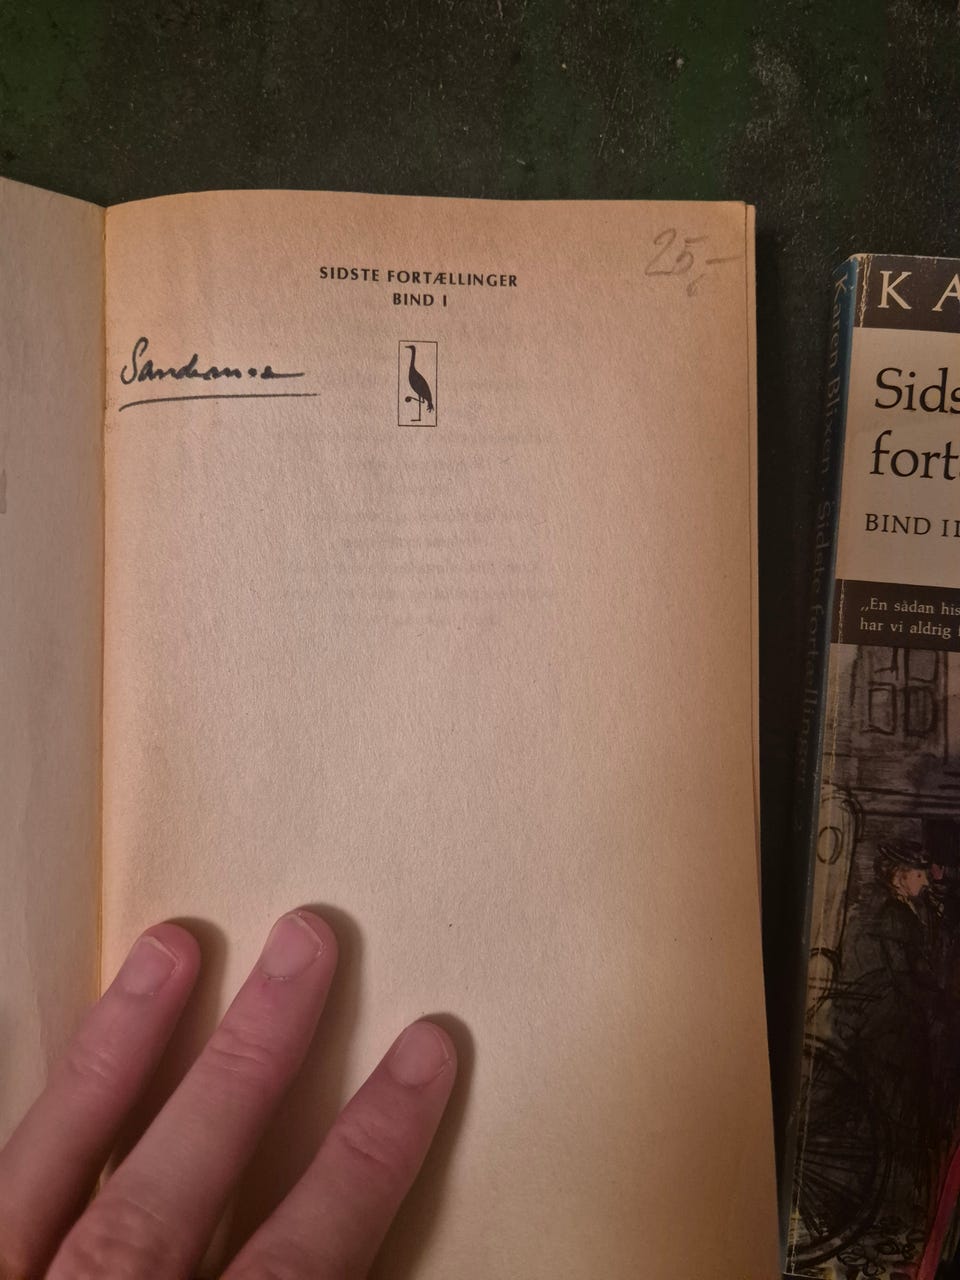 SIDSTE FORTÆLLINGER
BIND I
25,-
KA
Sids
fort
BIND II
„En sådan his
har vi aldrig f
Karen Blixen · Sidste fortællinger